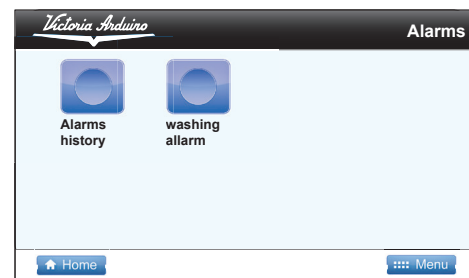 Victoria Arduino
Alarms
Alarms
history
washing
allarm
Home
Menu